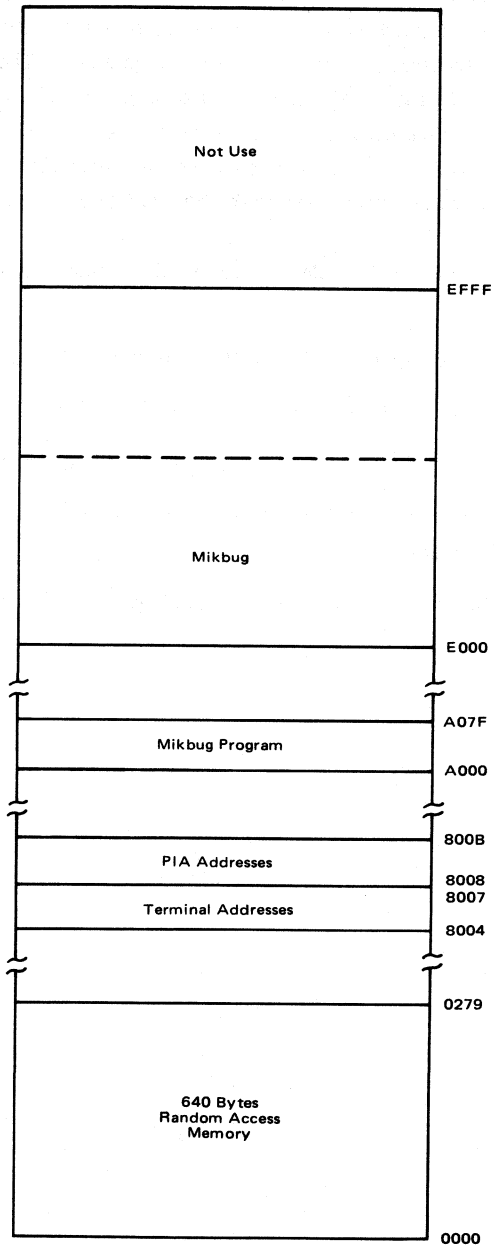 Not Use
EFFF
Mikbug
E000
A07F
Mikbug Program
A000
800B
PIA Addresses
8008
8007
Terminal Addresses
8004
0279
640 Bytes
Random Access
Memory
0000